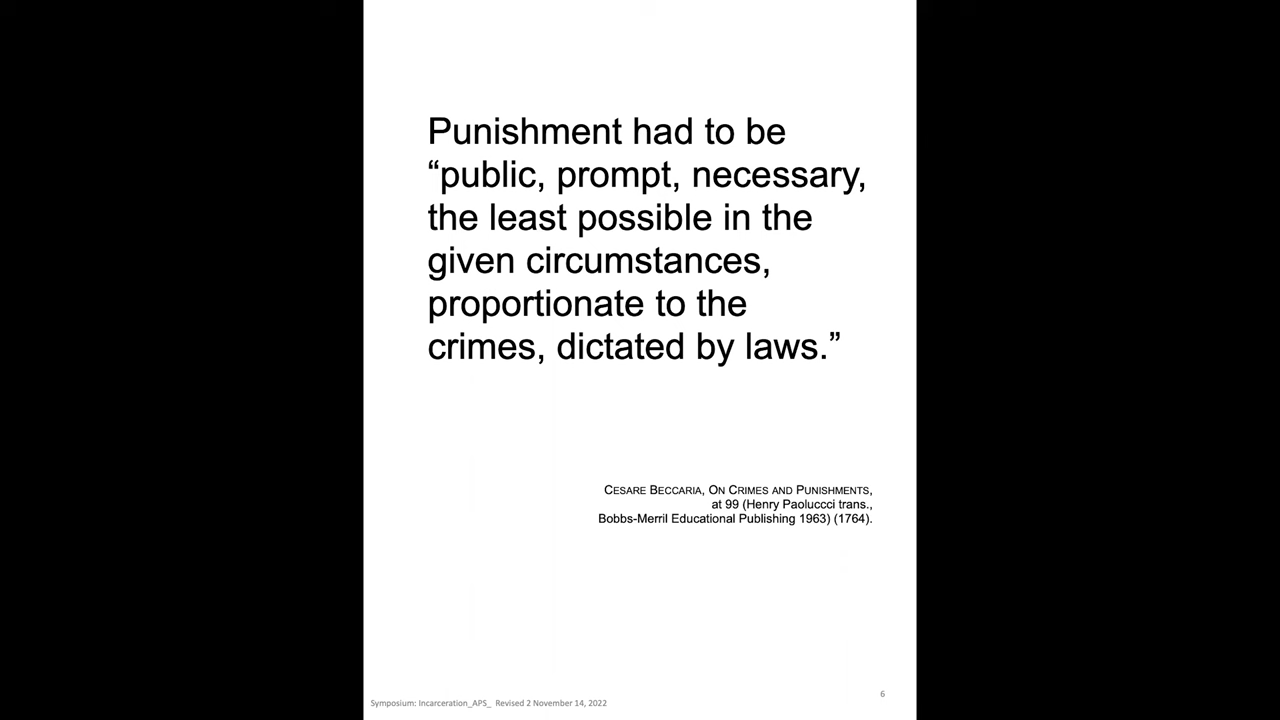 Punishment had to be
“public, prompt, necessary,
the least possible in the
given circumstances,
proportionate to the
crimes, dictated by laws.”
CESARE BECCARIA, ON CRIMES AND PUNISHMENTS,
at 99 (Henry Paoluccci trans.,
Bobbs-Merril Educational Publishing 1963) (1764).
6
Symposium: Incarceration_APS_ Revised 2 November 14, 2022